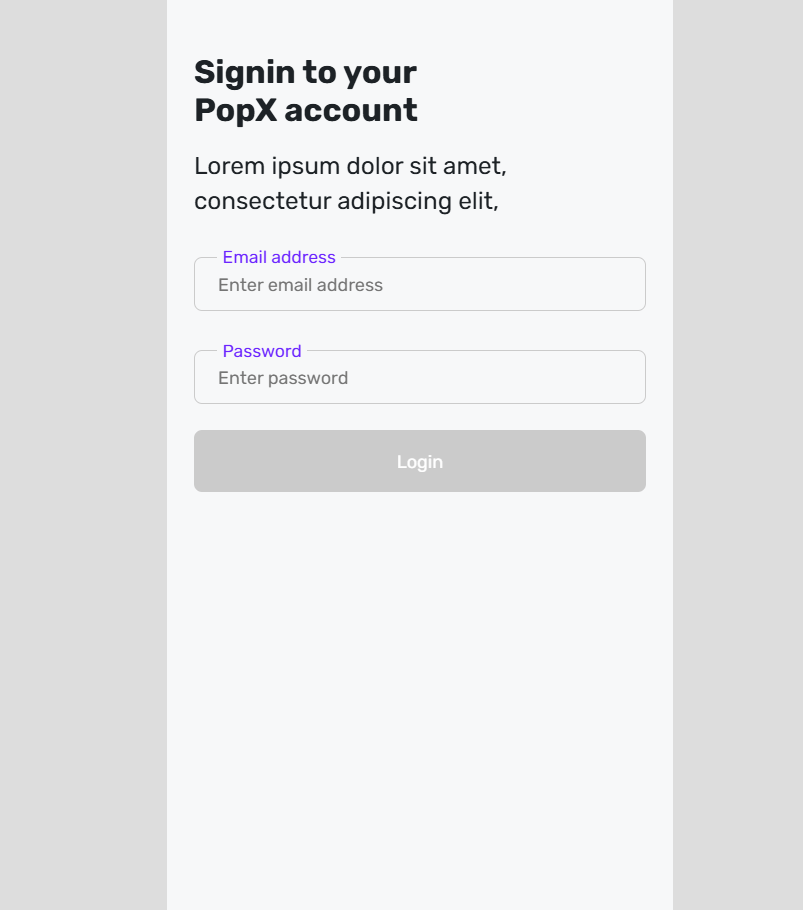 Signin to your
PopX account
Lorem ipsum dolor sit amet,
consectetur adipiscing elit,
Email address
Enter email address
Password
Enter password
Login